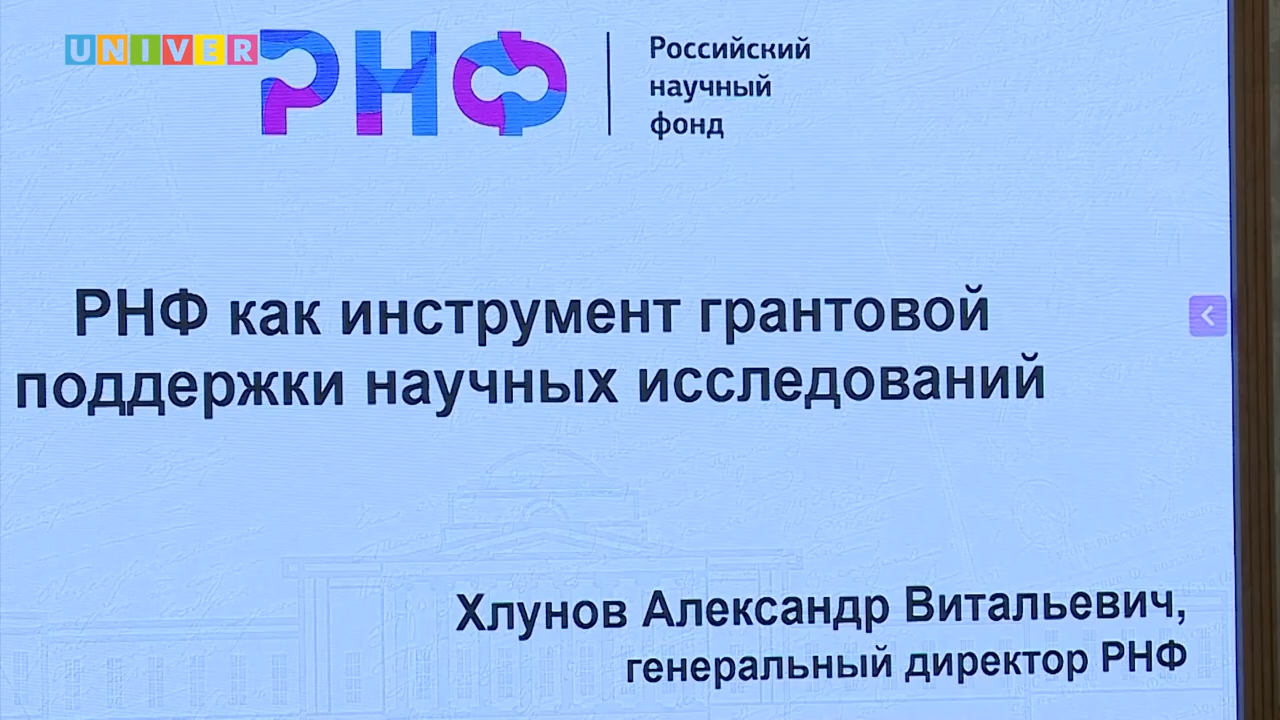 UNIVER
РНФ
Российский
научный
фонд
РНФ как инструмент грантовой
поддержки научных исследований
Хлунов Александр Витальевич,
генеральный директор РНФ